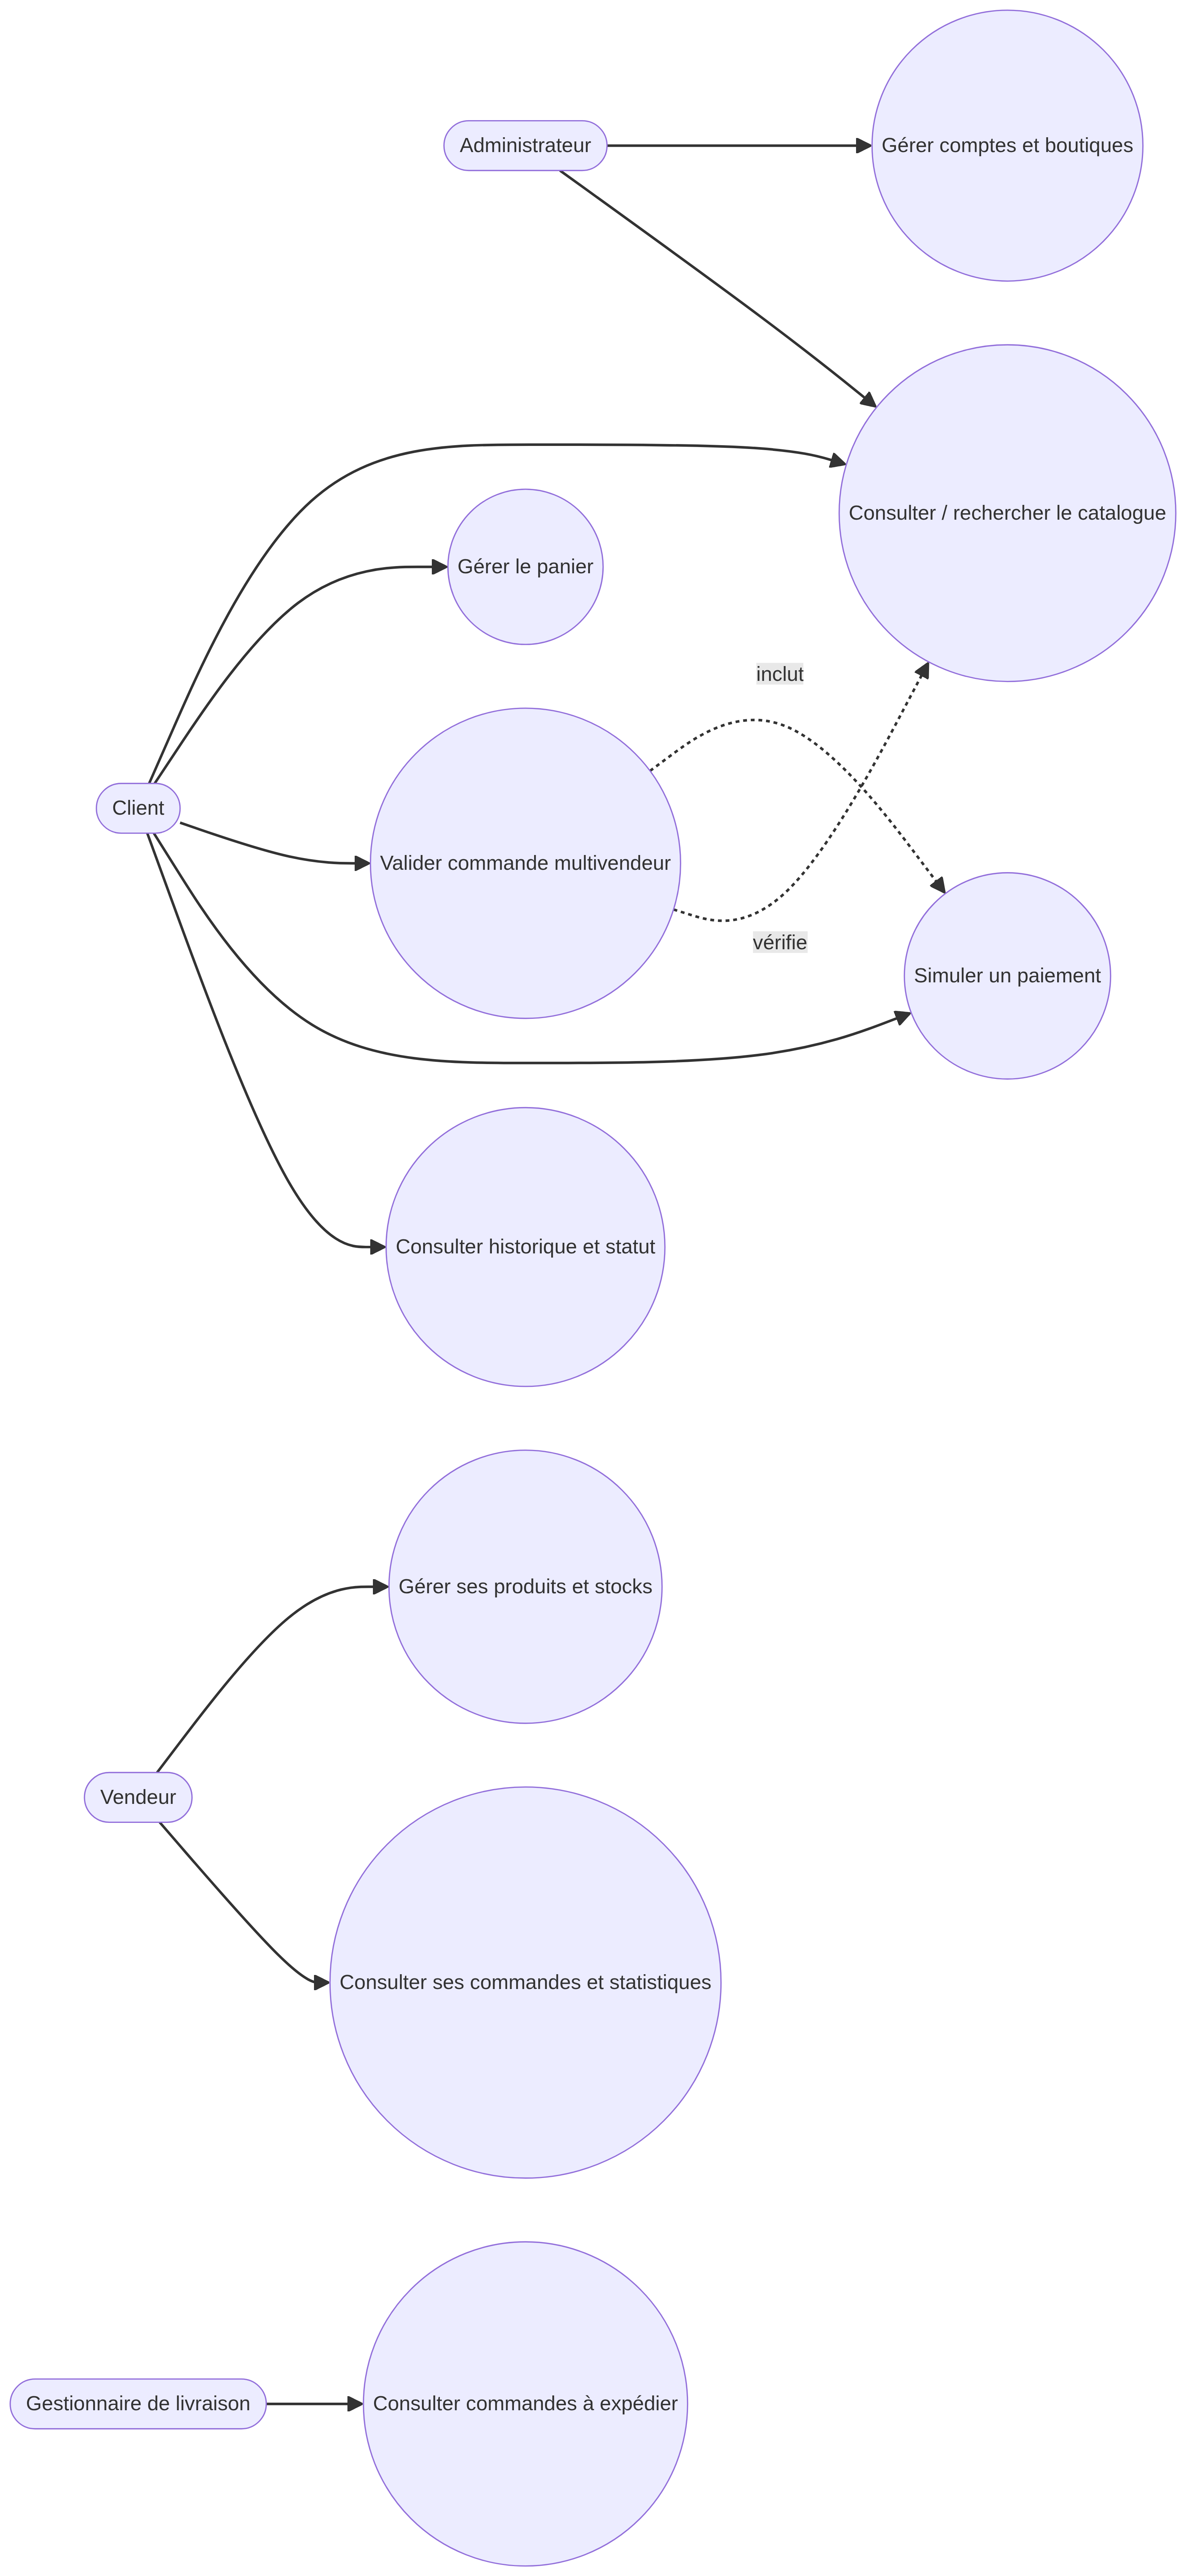 Administrateur
Gérer comptes et boutiques
Consulter / rechercher le catalogue
Gérer le panier
inclut
Client
Valider commande multivendeur
vérifie
Simuler un paiement
Consulter historique et statut
Gérer ses produits et stocks
Vendeur
Consulter ses commandes et statistiques
Gestionnaire de livraison
Consulter commandes à expédier